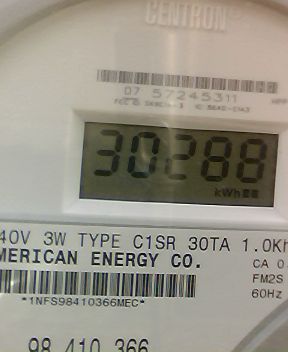 CENTRON®
07 57245311
30288
kWh
40V 3W TYPE C1SR 30TA 1.0Kh
MERICAN ENERGY CO.
CA 0.
FM2S
60Hz
*1NFS98410366MEC*
98 410 366